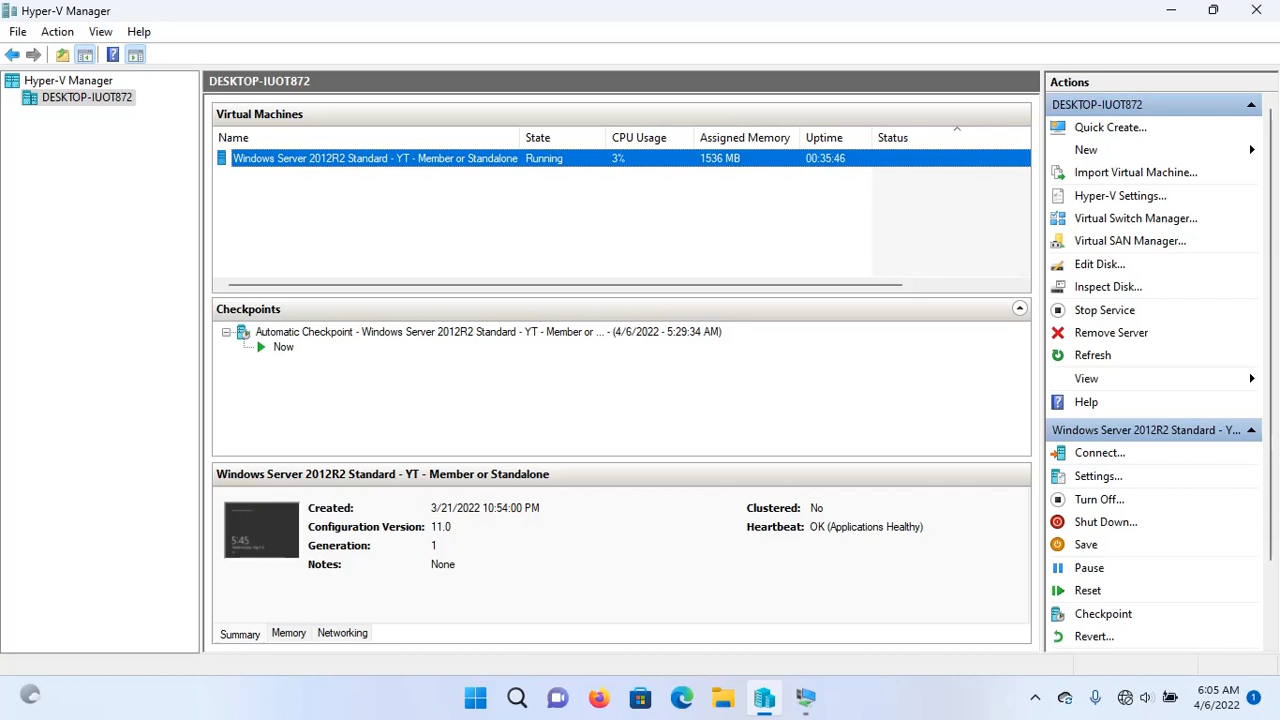 Hyper-V Manager
File Action View Help
Hyper-V Manager
DESKTOP-IUOT872
DESKTOP-IUOT872
Virtual Machines
Name State CPU Usage Assigned Memory Uptime Status
Windows Server 2012R2 Standard - YT - Member or Standalone Running 3% 1536 MB 00:35:46
Checkpoints
Automatic Checkpoint - Windows Server 2012R2 Standard - YT - Member or ... - (4/6/2022 - 5:29:34 AM)
Now
Windows Server 2012R2 Standard - YT - Member or Standalone
Created: 3/21/2022 10:54:00 PM Clustered: No
Configuration Version: 11.0 Heartbeat: OK (Applications Healthy)
Generation: 1
Notes: None
5:45
Summary Memory Networking
Actions
DESKTOP-IUOT872
Quick Create...
New
Import Virtual Machine...
Hyper-V Settings...
Virtual Switch Manager...
Virtual SAN Manager...
Edit Disk...
Inspect Disk...
Stop Service
Remove Server
Refresh
View
Help
Windows Server 2012R2 Standard - Y...
Connect...
Settings...
Turn Off...
Shut Down...
Save
Pause
Reset
Checkpoint
Revert...
6:05 AM
4/6/2022
1